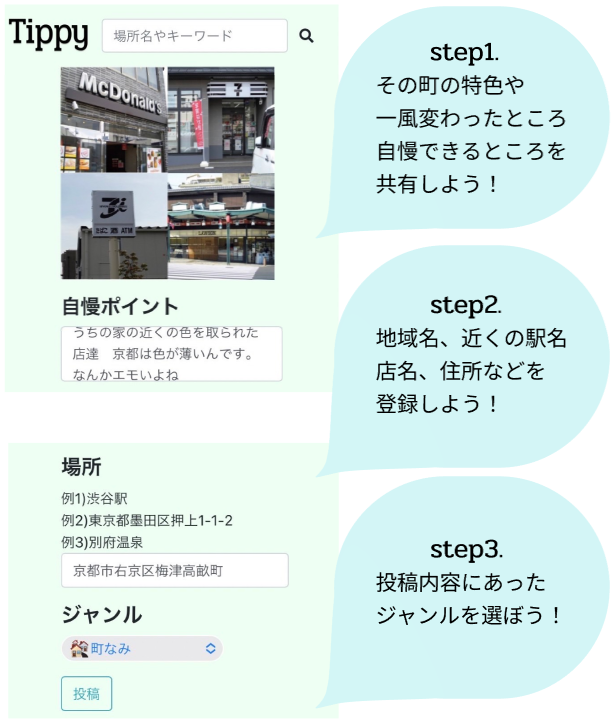 Tippy
場所名やキーワード
McDonald's
自慢ポイント
うちの家の近くの色を取られた
店達　京都は色が薄いんです。
なんかエモいよね
場所
例1)渋谷駅
例2)東京都墨田区押上1-1-2
例3)別府温泉
京都市右京区梅津高畝町
ジャンル
町なみ
投稿
step1.
その町の特色や
一風変わったところ
自慢できるところを
共有しよう！
step2.
地域名、近くの駅名
店名、住所などを
登録しよう！
step3.
投稿内容にあった
ジャンルを選ぼう！